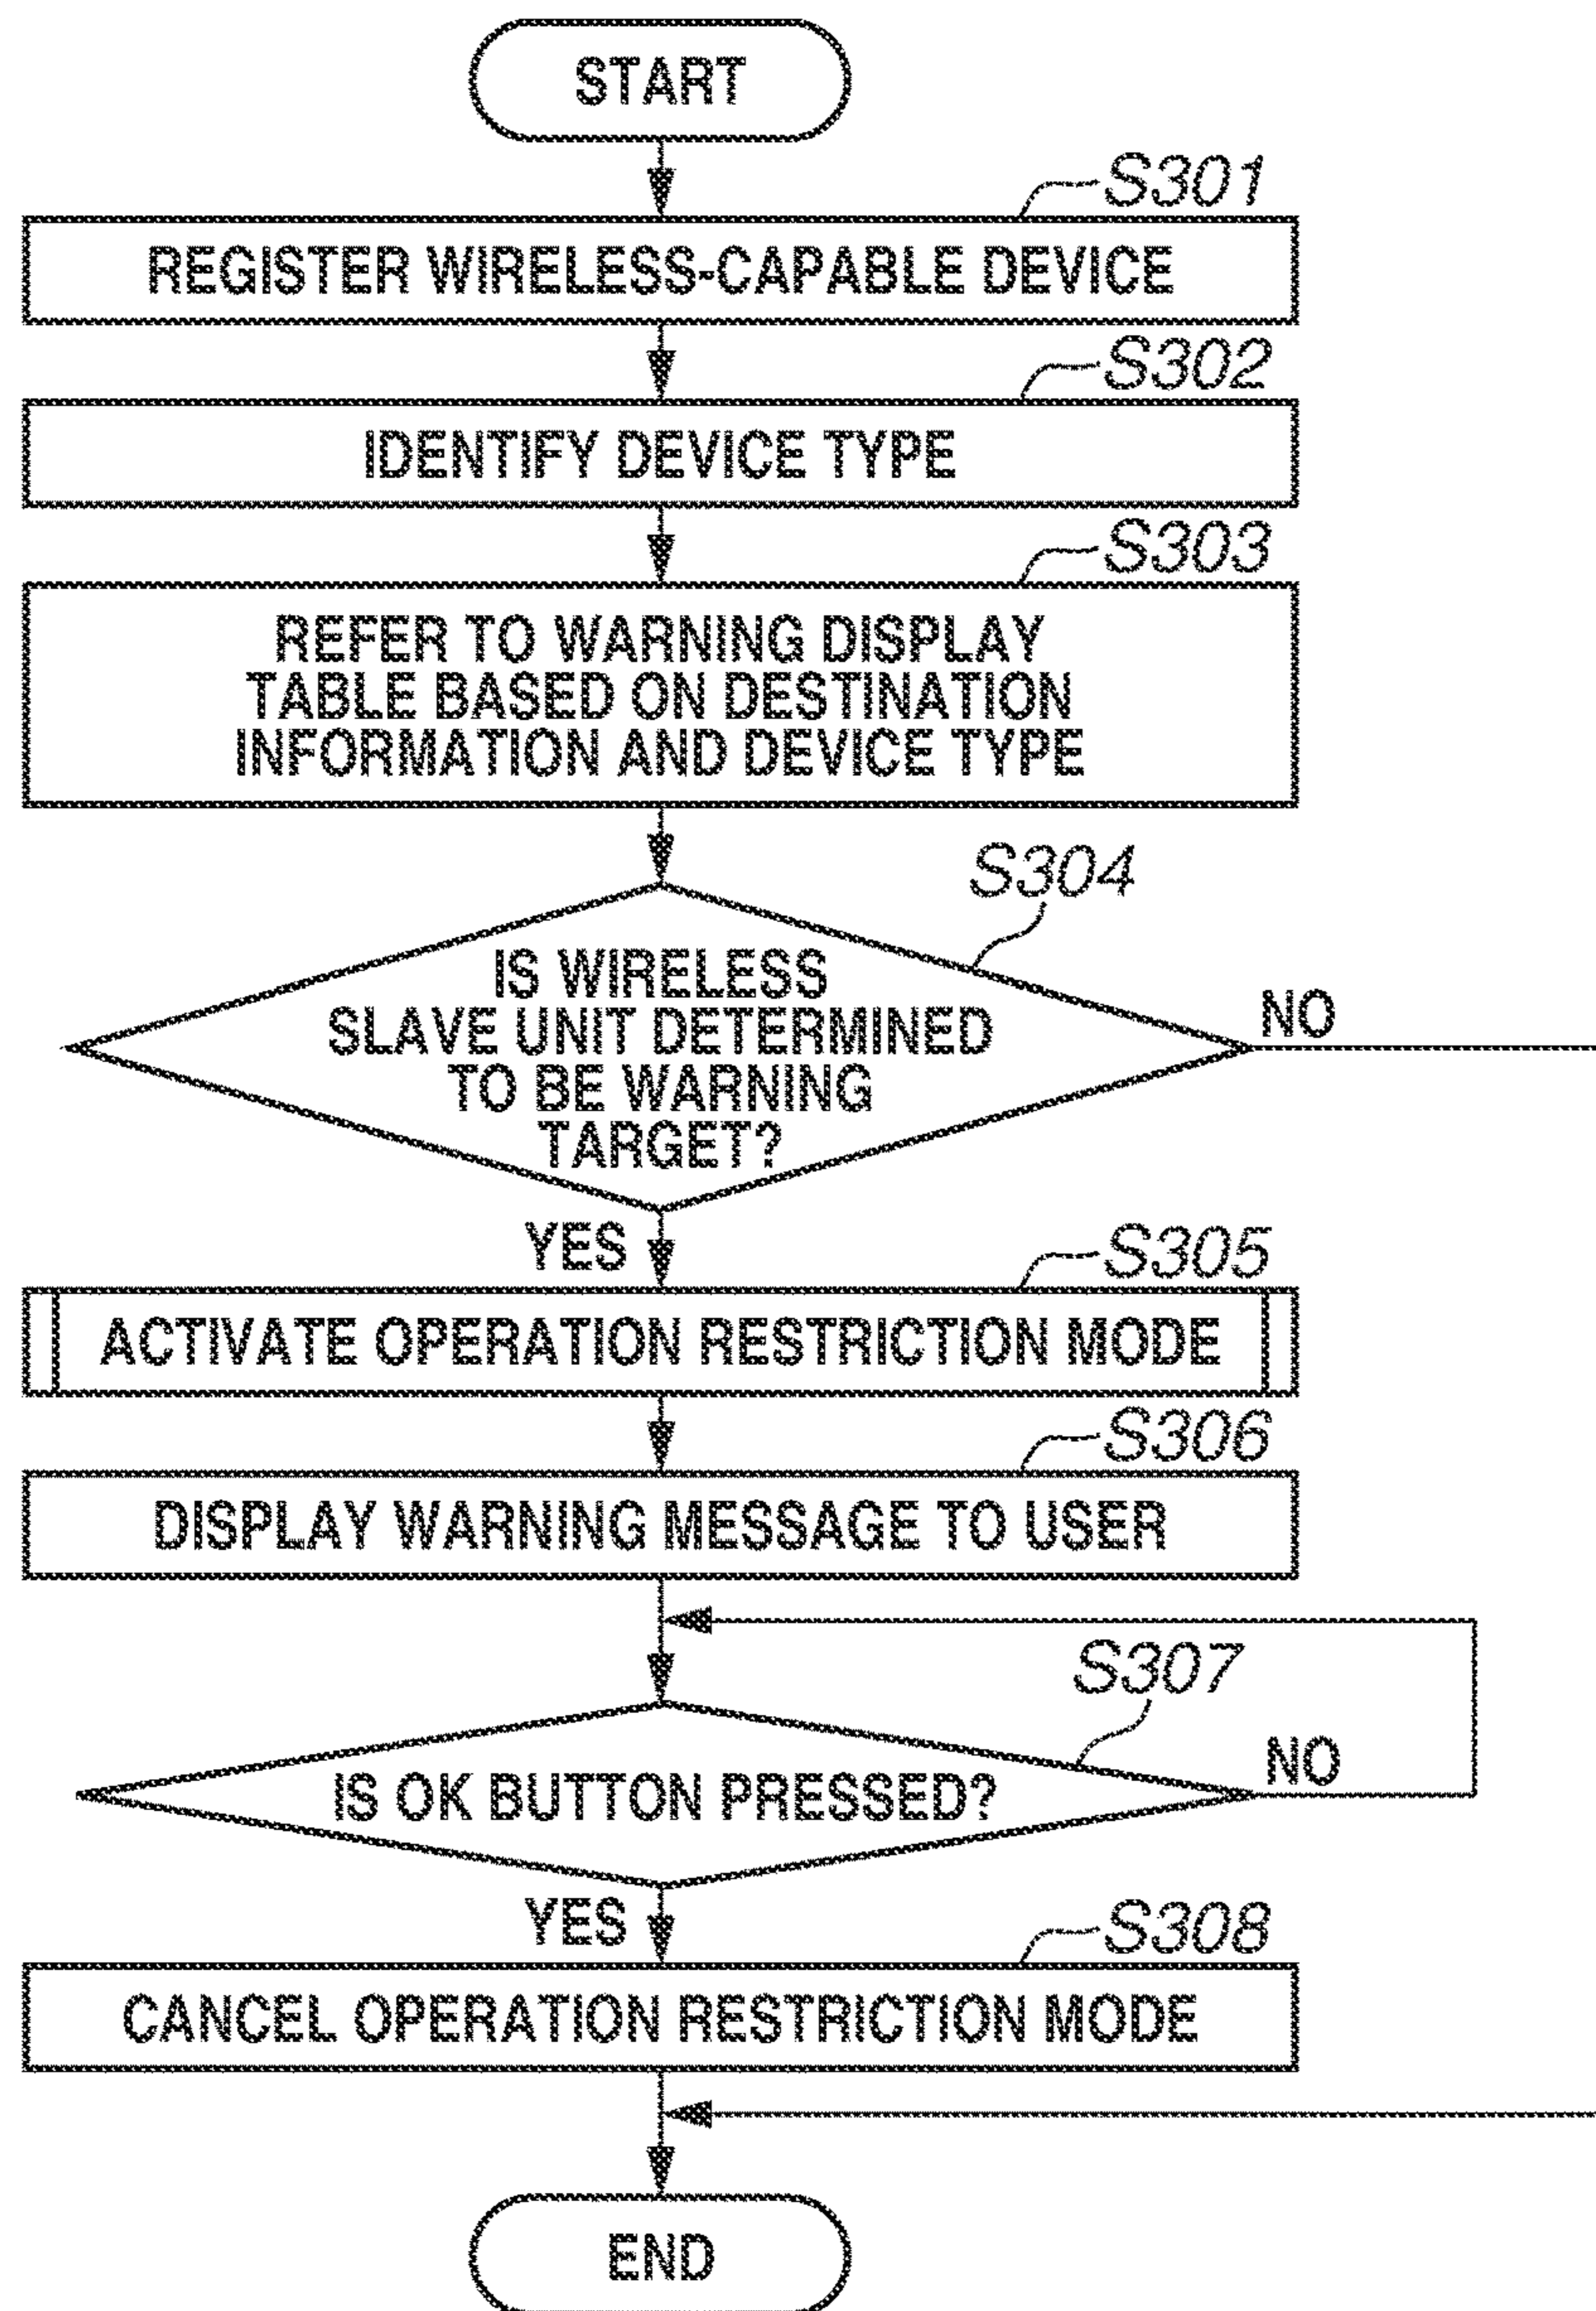 START
S301
REGISTER WIRELESS-CAPABLE DEVICE
S302
IDENTIFY DEVICE TYPE
S303
REFER TO WARNING DISPLAY
TABLE BASED ON DESTINATION
INFORMATION AND DEVICE TYPE
S304
IS WIRELESS
SLAVE UNIT DETERMINED
TO BE WARNING
TARGET?
NO
YES
S305
ACTIVATE OPERATION RESTRICTION MODE
S306
DISPLAY WARNING MESSAGE TO USER
S307
IS OK BUTTON PRESSED?
NO
YES
S308
CANCEL OPERATION RESTRICTION MODE
END